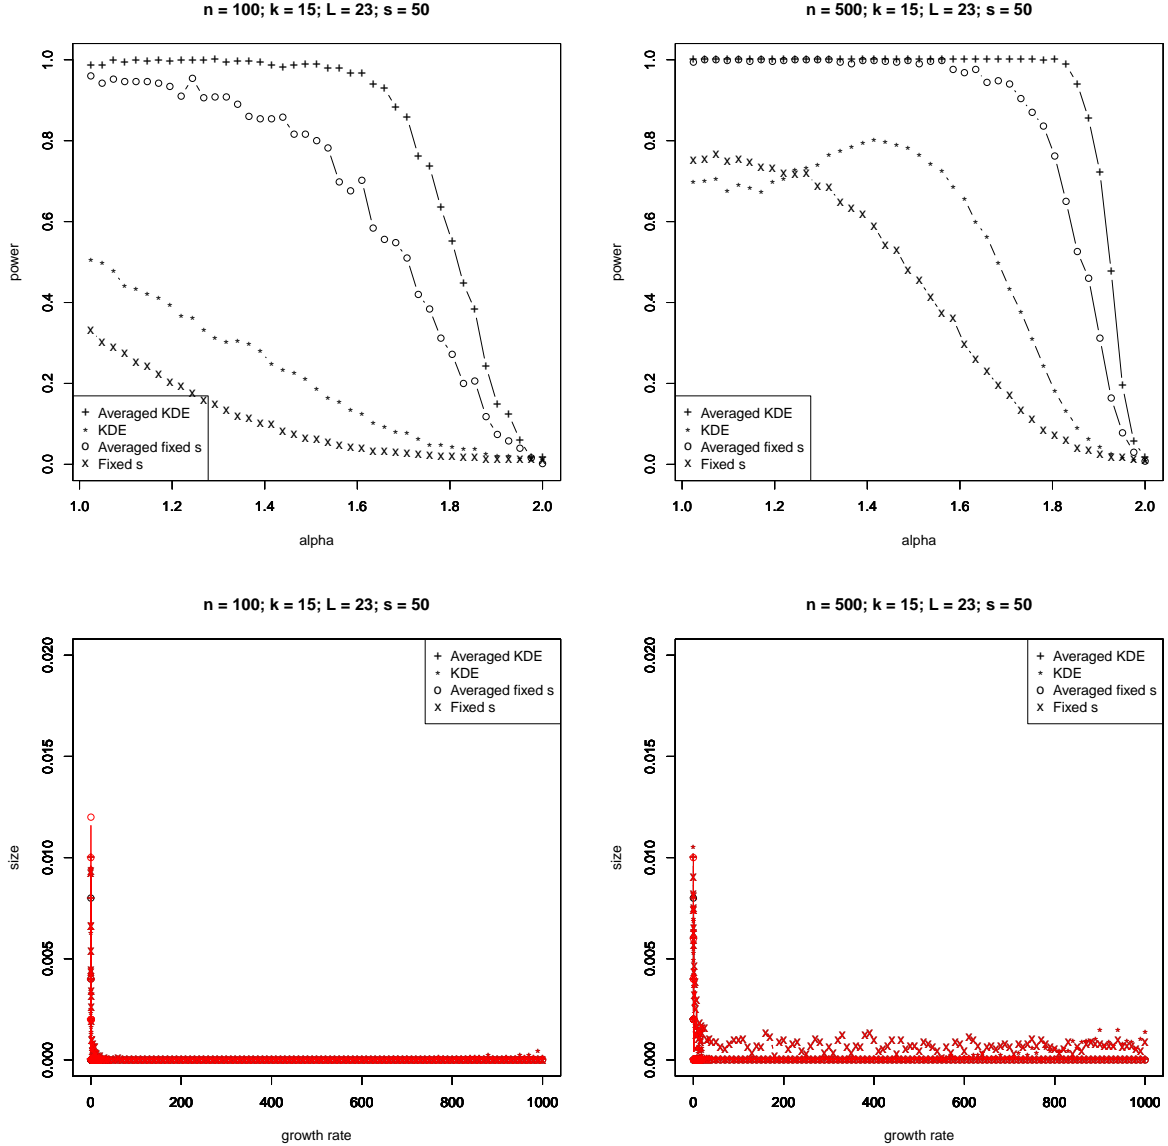 n = 100; k = 15; L = 23; s = 50
power
1.0
0.8
0.6
0.4
0.2
0.0
+ Averaged KDE
* KDE
o Averaged fixed s
x Fixed s
1.0 1.2 1.4 1.6 1.8 2.0
alpha
n = 500; k = 15; L = 23; s = 50
power
1.0
0.8
0.6
0.4
0.2
0.0
+ Averaged KDE
* KDE
o Averaged fixed s
x Fixed s
1.0 1.2 1.4 1.6 1.8 2.0
alpha
n = 100; k = 15; L = 23; s = 50
size
0.020
0.015
0.010
0.005
0.000
+ Averaged KDE
* KDE
o Averaged fixed s
x Fixed s
0 200 400 600 800 1000
growth rate
n = 500; k = 15; L = 23; s = 50
size
0.020
0.015
0.010
0.005
0.000
+ Averaged KDE
* KDE
o Averaged fixed s
x Fixed s
0 200 400 600 800 1000
growth rate